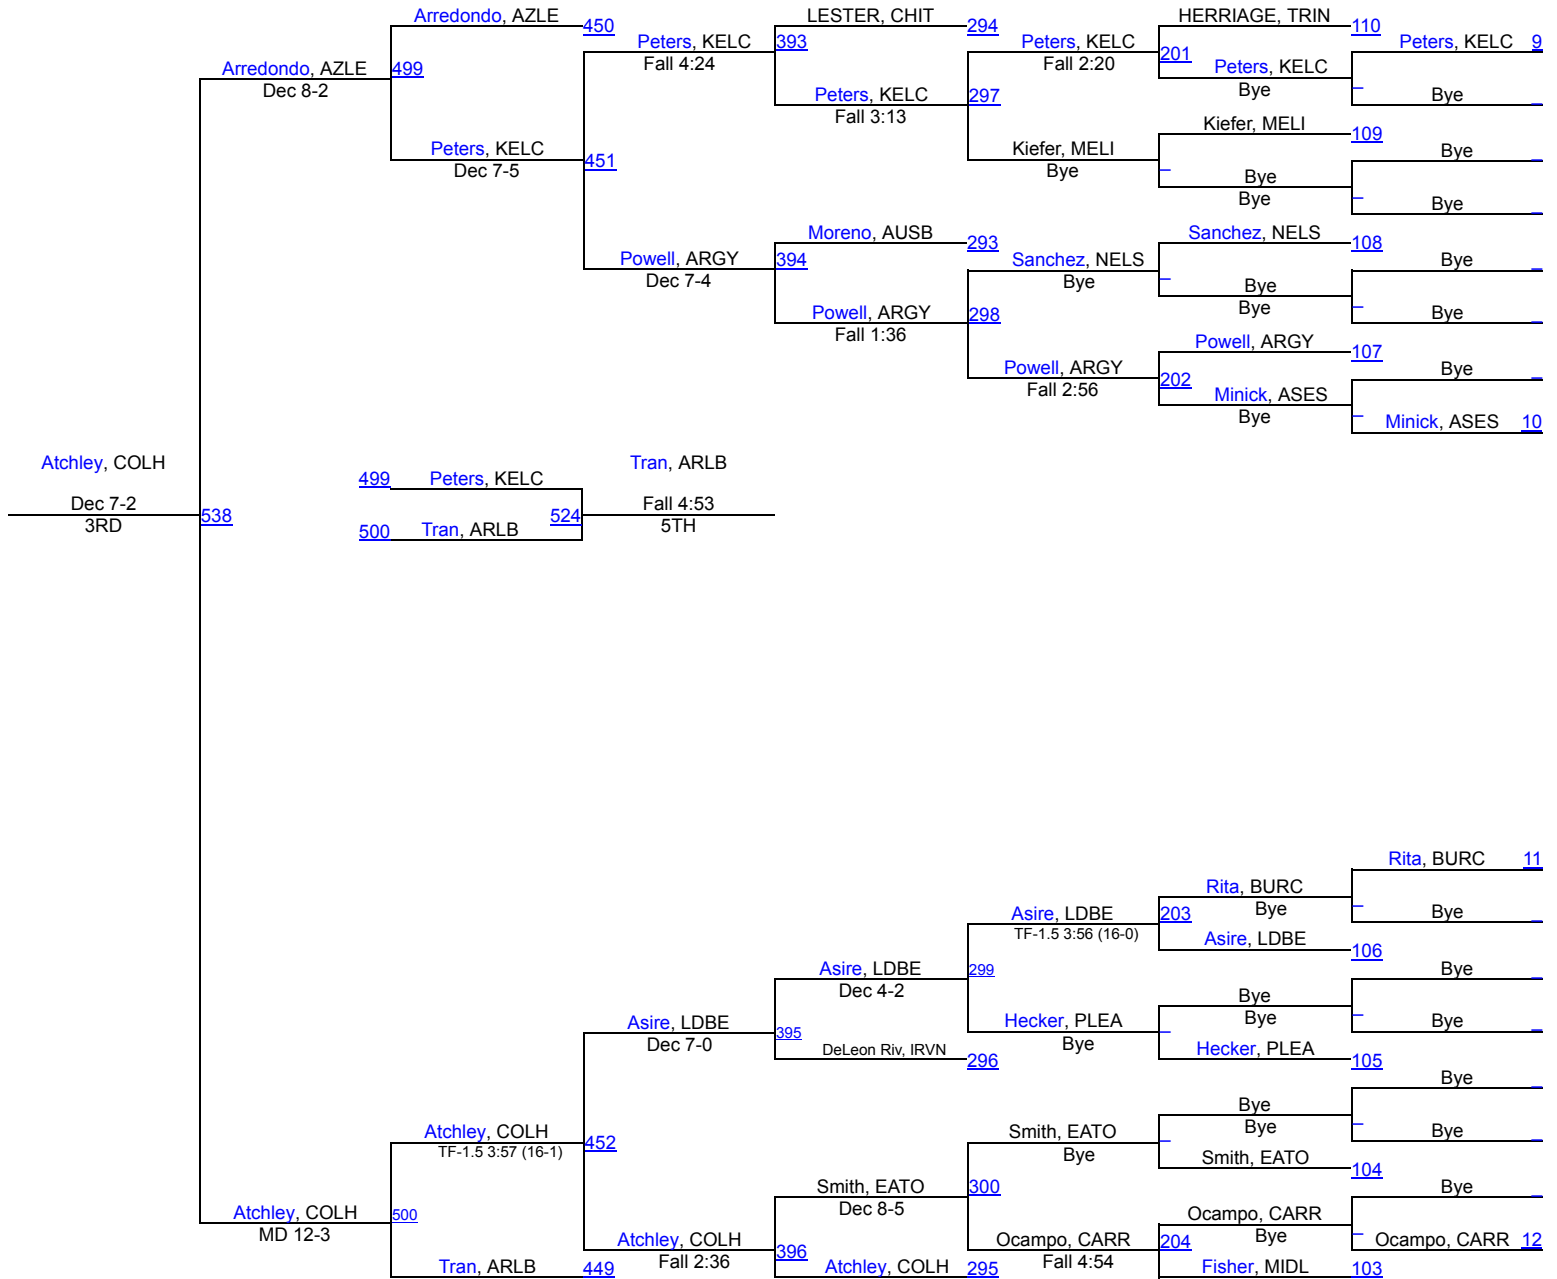 Arredondo, AZLE
450
LESTER, CHIT
294
HERRIAGE, TRIN
110
Peters, KELC
393
Peters, KELC
Peters, KELC 9
Fall 4:24
Fall 2:20
201
Arredondo, AZLE
499
Peters, KELC
Dec 8-2
Peters, KELC
297
Bye
Bye
Fall 3:13
Kiefer, MELI
109
Peters, KELC
451
Kiefer, MELI
Bye
Dec 7-5
Bye
Bye
Bye
Bye
Moreno, AUSB
293
Sanchez, NELS
108
Powell, ARGY
394
Sanchez, NELS
Bye
Dec 7-4
Bye
Bye
Powell, ARGY
298
Bye
Bye
Fall 1:36
Powell, ARGY
107
Powell, ARGY
202
Bye
Fall 2:56
Minick, ASES
Bye
Minick, ASES 10
Atchley, COLH
Tran, ARLB
499 Peters, KELC
Dec 7-2
Fall 4:53
538
524
3RD
500 Tran, ARLB
5TH
Rita, BURC 11
Rita, BURC
Asire, LDBE
203
Bye
Bye
TF-1.5 3:56 (16-0)
Asire, LDBE
106
Asire, LDBE
299
Bye
Dec 4-2
Bye
Asire, LDBE
395
Hecker, PLEA
Bye
Bye
Dec 7-0
DeLeon Riv, IRVN
296
Bye
Hecker, PLEA
105
Bye
Bye
Atchley, COLH
452
Smith, EATO
Bye
Bye
TF-1.5 3:57 (16-1)
Bye
Smith, EATO
104
Smith, EATO
300
Bye
Dec 8-5
Atchley, COLH
500
Ocampo, CARR
MD 12-3
Atchley, COLH
396
Ocampo, CARR
204
Bye
Ocampo, CARR 12
Fall 2:36
Fall 4:54
Tran, ARLB
449
Atchley, COLH
295
Fisher, MIDL
103